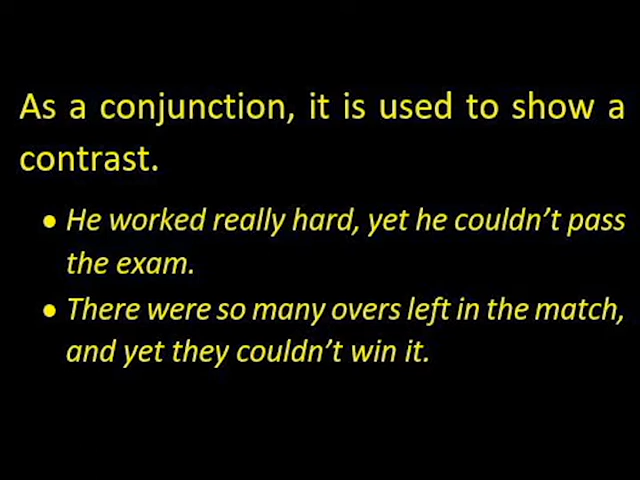 As a conjunction, it is used to show a
contrast.
• He worked really hard, yet he couldn’t pass
the exam.
• There were so many overs left in the match,
and yet they couldn’t win it.